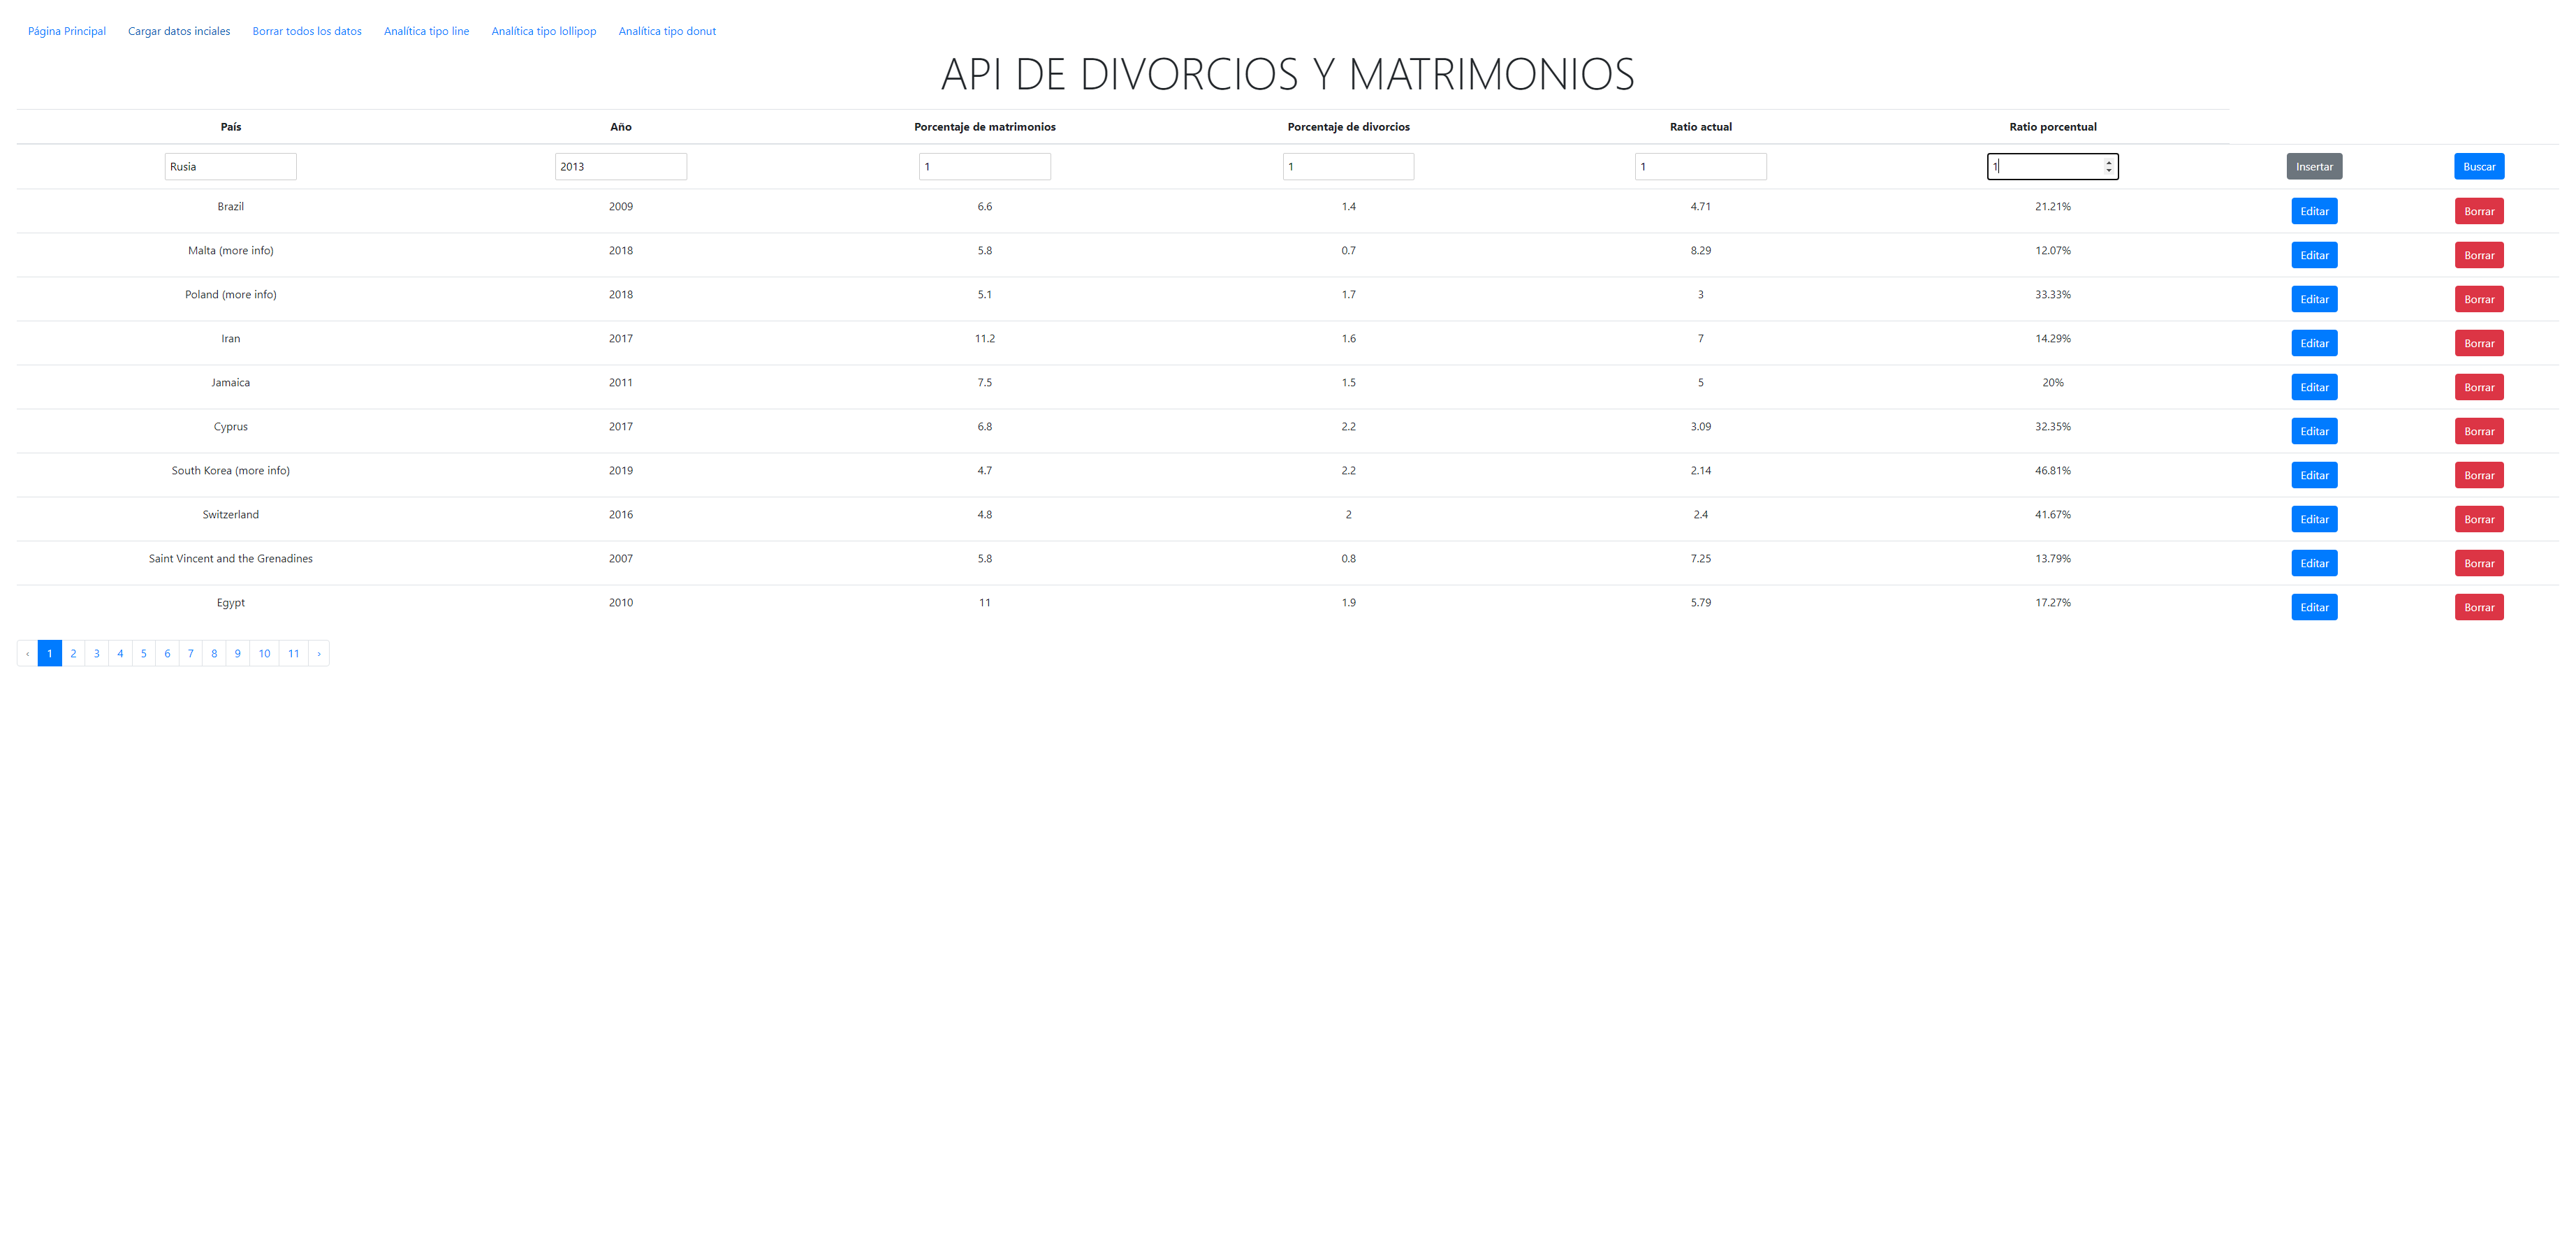 Página Principal Cargar datos inciales Borrar todos los datos Analítica tipo line Analítica tipo lollipop Analítica tipo donut
API DE DIVORCIOS Y MATRIMONIOS
País Año Porcentaje de matrimonios Porcentaje de divorcios Ratio actual Ratio porcentual
Rusia 2013 1 1 1 1 Insertar Buscar
Brazil 2009 6.6 1.4 4.71 21.21% Editar Borrar
Malta (more info) 2018 5.8 0.7 8.29 12.07% Editar Borrar
Poland (more info) 2018 5.1 1.7 3 33.33% Editar Borrar
Iran 2017 11.2 1.6 7 14.29% Editar Borrar
Jamaica 2011 7.5 1.5 5 20% Editar Borrar
Cyprus 2017 6.8 2.2 3.09 32.35% Editar Borrar
South Korea (more info) 2019 4.7 2.2 2.14 46.81% Editar Borrar
Switzerland 2016 4.8 2 2.4 41.67% Editar Borrar
Saint Vincent and the Grenadines 2007 5.8 0.8 7.25 13.79% Editar Borrar
Egypt 2010 11 1.9 5.79 17.27% Editar Borrar
‹ 1 2 3 4 5 6 7 8 9 10 11 ›